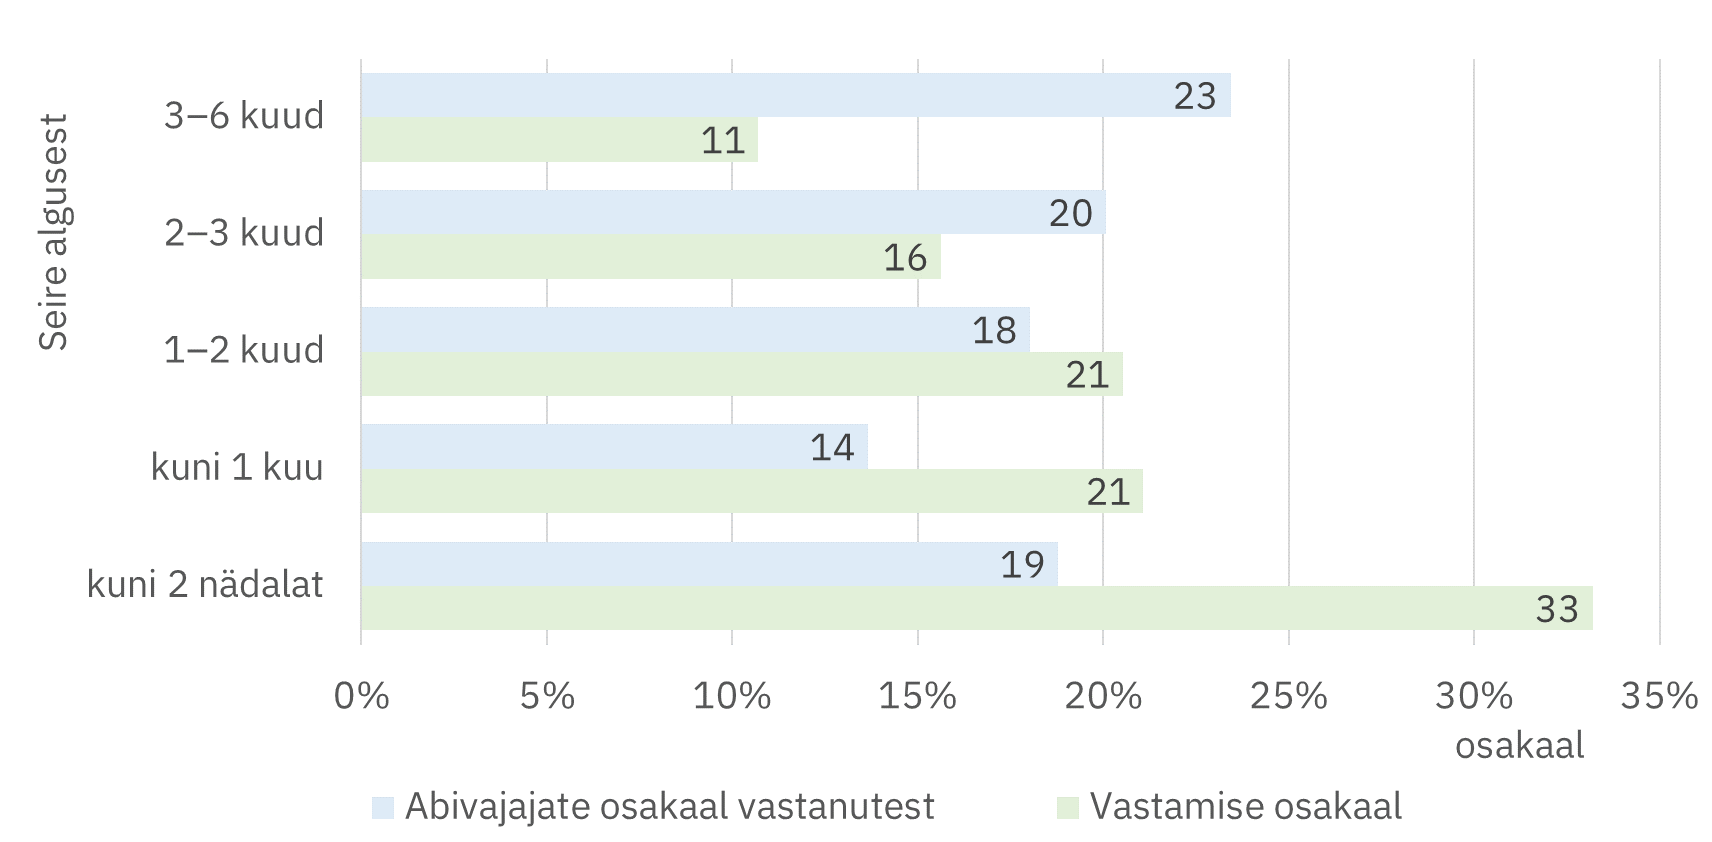 Seire algusest
3–6 kuud
23
11
2–3 kuud
20
16
1–2 kuud
18
21
kuni 1 kuu
14
21
kuni 2 nädalat
19
33
0% 5% 10% 15% 20% 25% 30% 35%
osakaal
Abivajajate osakaal vastanutest Vastamise osakaal